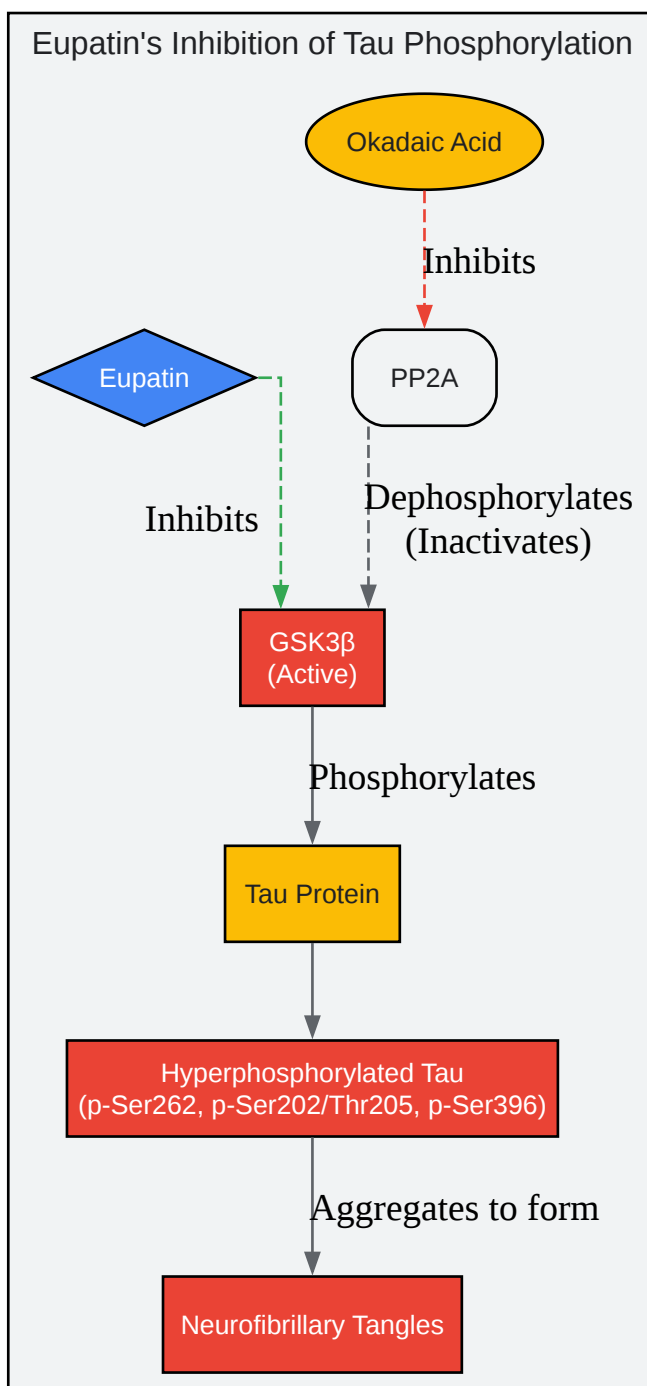 Eupatin's Inhibition of Tau Phosphorylation
Okadaic Acid
Inhibits
Eupatin
PP2A
Inhibits
Dephosphorylates
(Inactivates)
GSK3β
(Active)
Phosphorylates
Tau Protein
Hyperphosphorylated Tau
(p-Ser262, p-Ser202/Thr205, p-Ser396)
Aggregates to form
Neurofibrillary Tangles